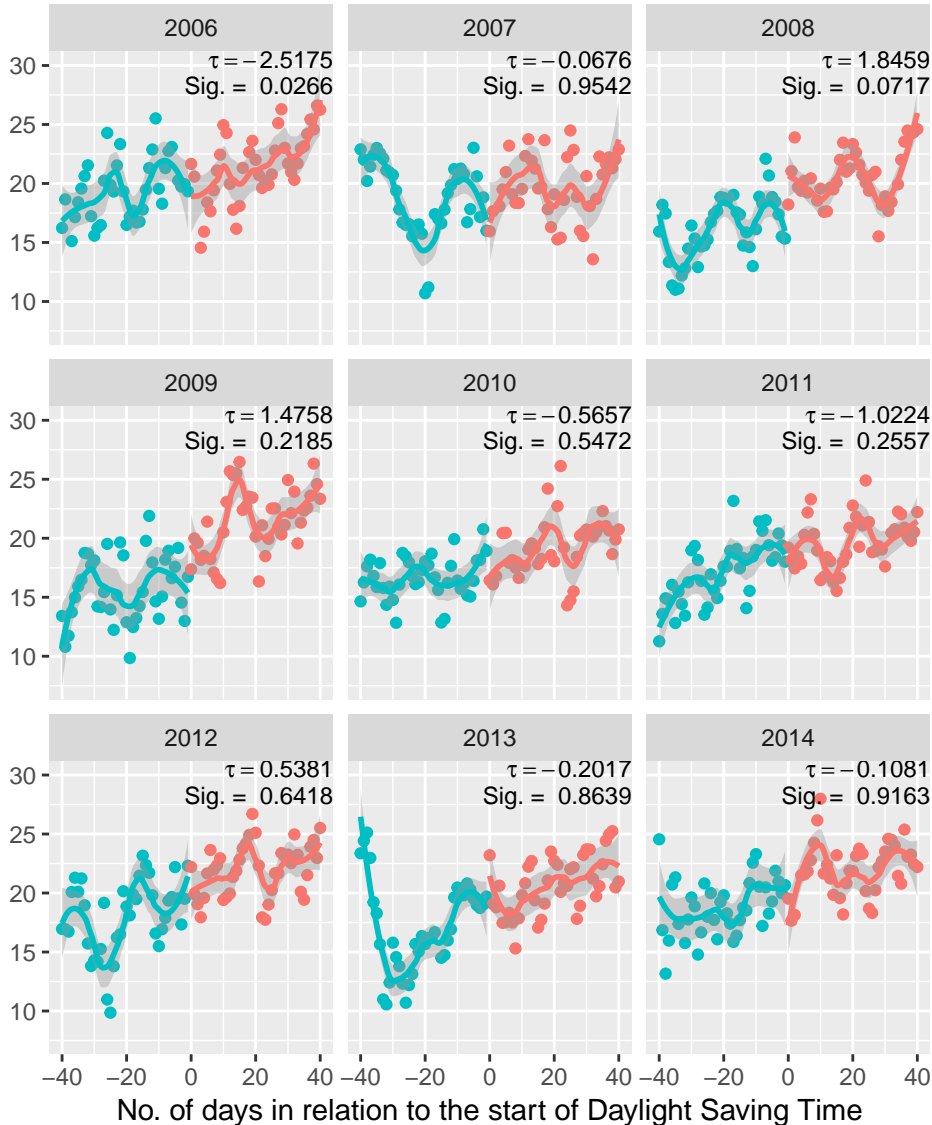 2006 2007 2008
τ = −2.5175 τ = −0.0676 τ = 1.8459
Sig. = 0.0266 Sig. = 0.9542 Sig. = 0.0717
30
25
20
15
10
2009 2010 2011
τ = 1.4758 τ = −0.5657 τ = −1.0224
Sig. = 0.2185 Sig. = 0.5472 Sig. = 0.2557
30
25
20
15
10
2012 2013 2014
τ = 0.5381 τ = −0.2017 τ = −0.1081
Sig. = 0.6418 Sig. = 0.8639 Sig. = 0.9163
30
25
20
15
10
−40 −20 0 20 40 −40 −20 0 20 40 −40 −20 0 20 40
No. of days in relation to the start of Daylight Saving Time